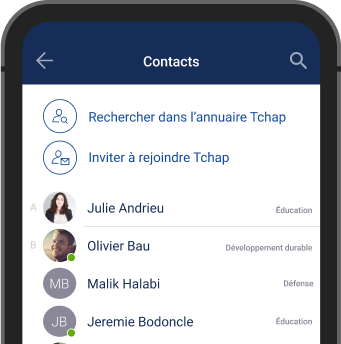 Contacts
Rechercher dans l'annuaire Tchap
Inviter à rejoindre Tchap
A
Julie Andrieu
Éducation
B
Olivier Bau
Développement durable
MB
Malik Halabi
Défense
JB
Jeremie Bodoncle
Éducation